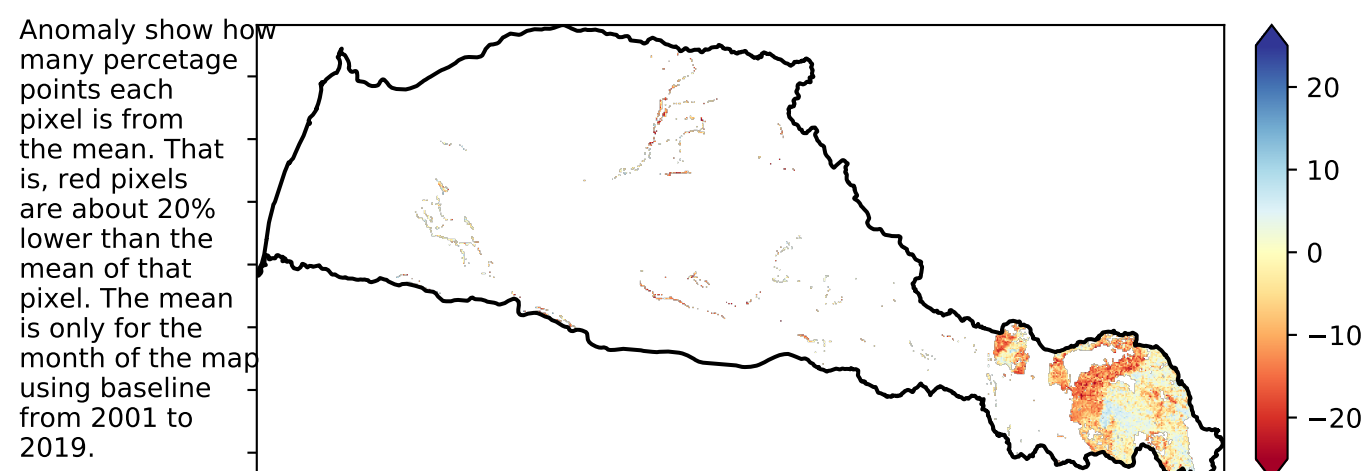 Anomaly show how
many percetage
points each
pixel is from
the mean. That
is, red pixels
are about 20%
lower than the
mean of that
pixel. The mean
is only for the
month of the map
using baseline
from 2001 to
2019.
20
10
0
−10
−20